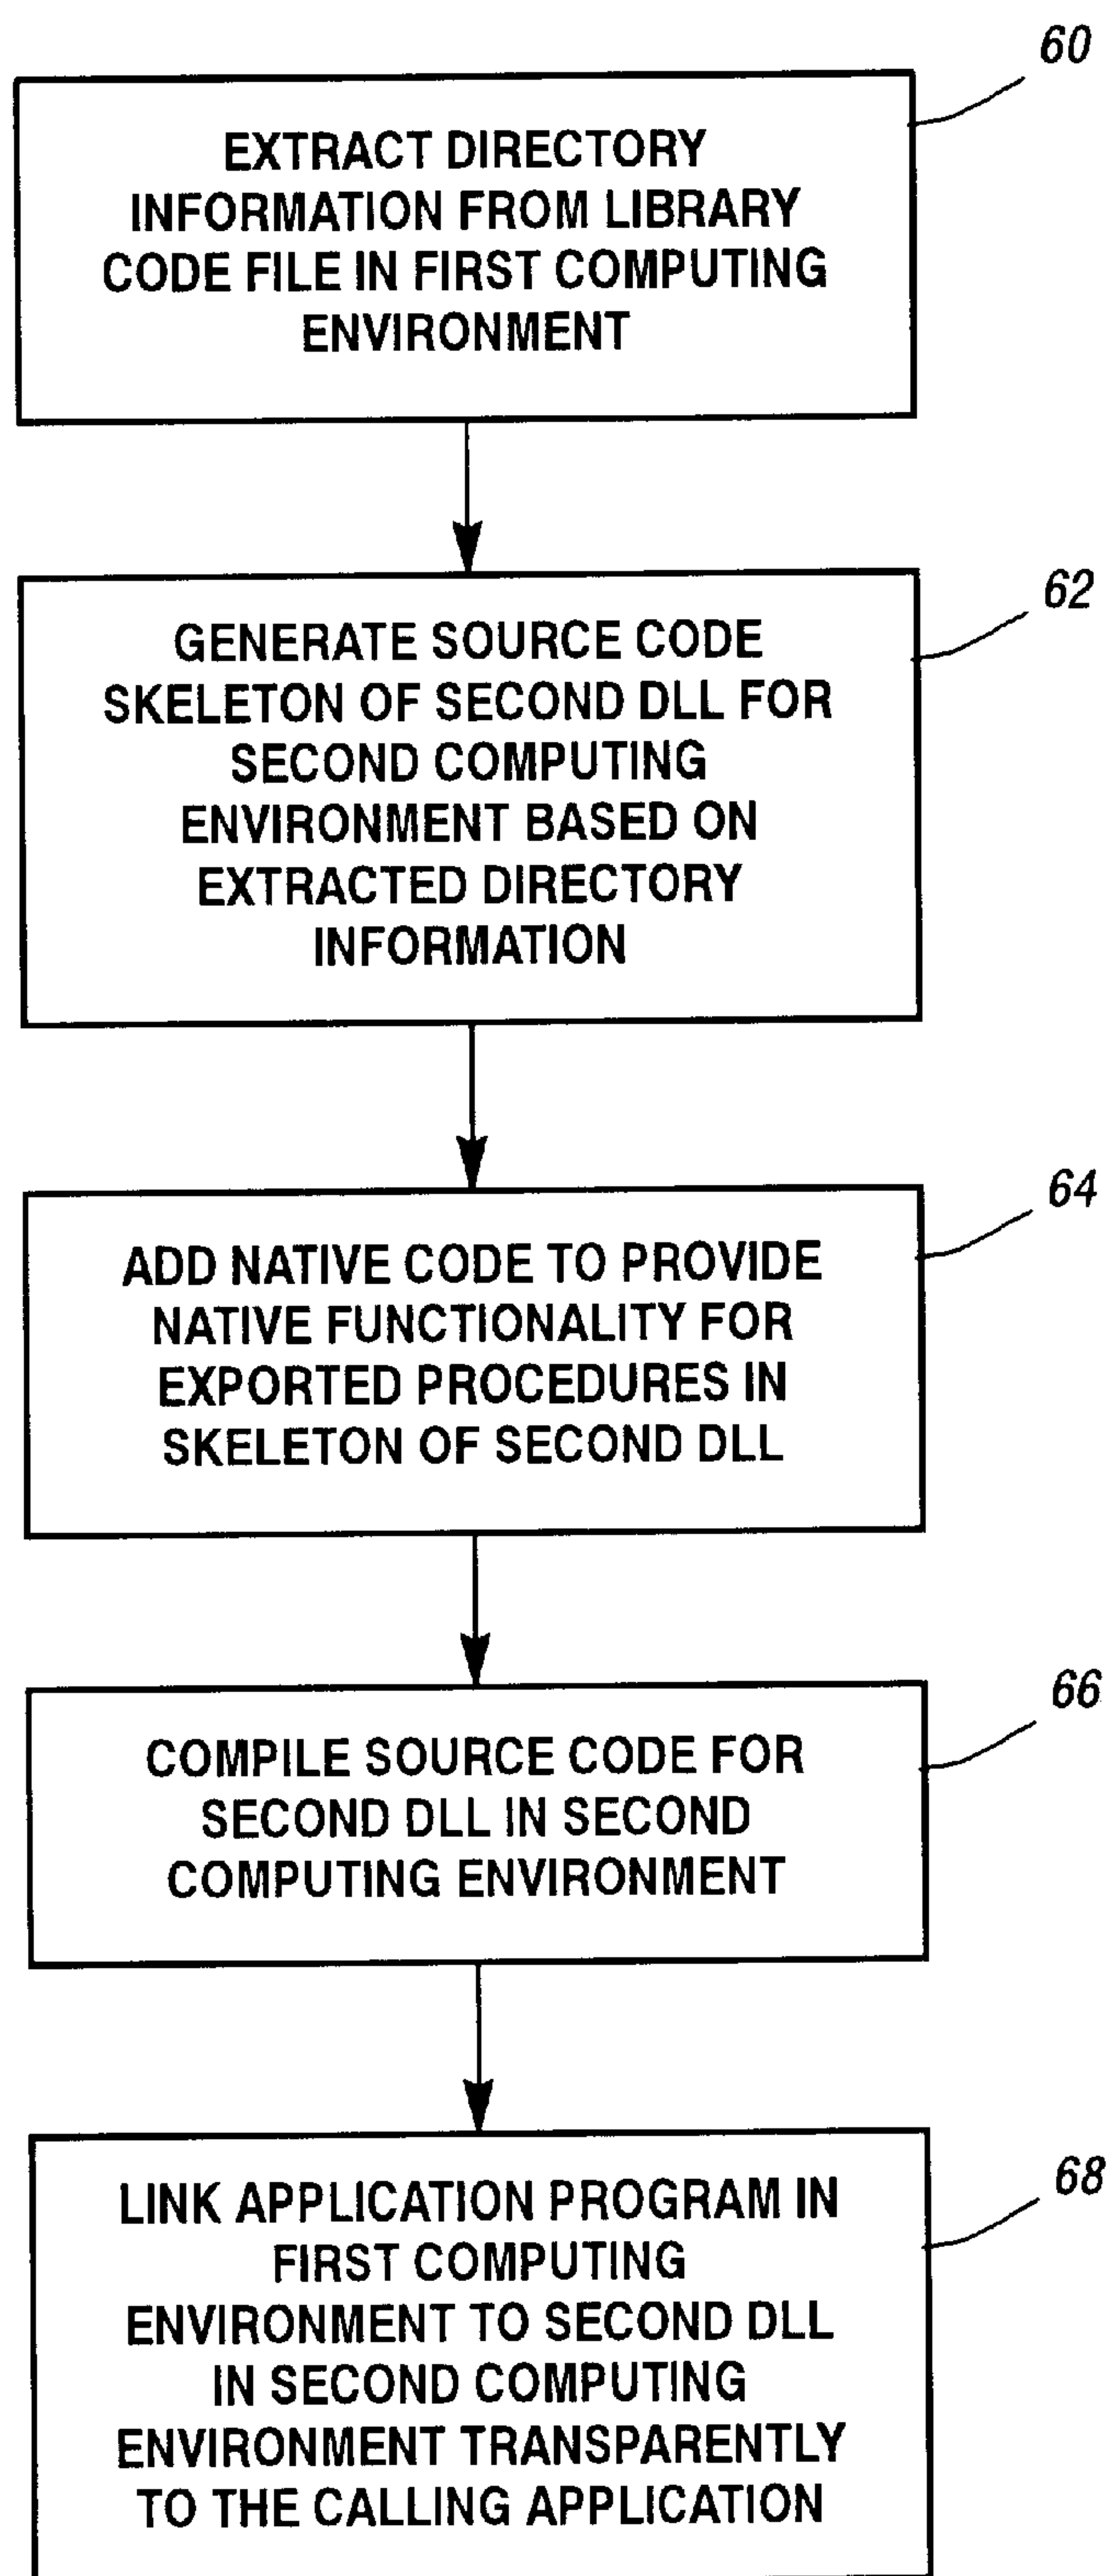 60
EXTRACT DIRECTORY
INFORMATION FROM LIBRARY
CODE FILE IN FIRST COMPUTING
ENVIRONMENT
62
GENERATE SOURCE CODE
SKELETON OF SECOND DLL FOR
SECOND COMPUTING
ENVIRONMENT BASED ON
EXTRACTED DIRECTORY
INFORMATION
64
ADD NATIVE CODE TO PROVIDE
NATIVE FUNCTIONALITY FOR
EXPORTED PROCEDURES IN
SKELETON OF SECOND DLL
66
COMPILE SOURCE CODE FOR
SECOND DLL IN SECOND
COMPUTING ENVIRONMENT
68
LINK APPLICATION PROGRAM IN
FIRST COMPUTING
ENVIRONMENT TO SECOND DLL
IN SECOND COMPUTING
ENVIRONMENT TRANSPARENTLY
TO THE CALLING APPLICATION